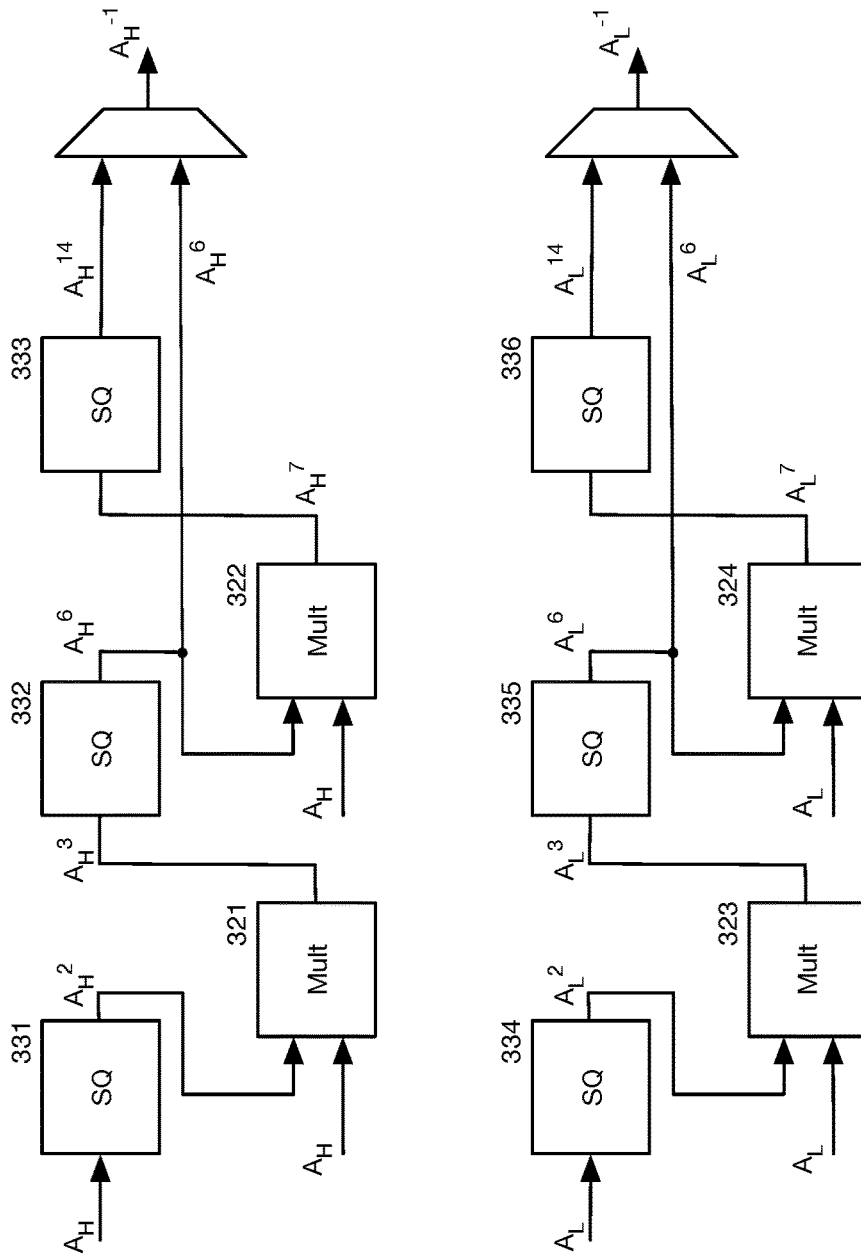 331
SQ
332
SQ
333
SQ
A_H
A_H^2
A_H^3
A_H^6
A_H^14
A_H^-1
A_H^6
321
Mult
322
Mult
A_H^7
A_H
A_H
334
SQ
335
SQ
336
SQ
A_L
A_L^2
A_L^3
A_L^6
A_L^14
A_L^-1
A_L^6
323
Mult
324
Mult
A_L^7
A_L
A_L